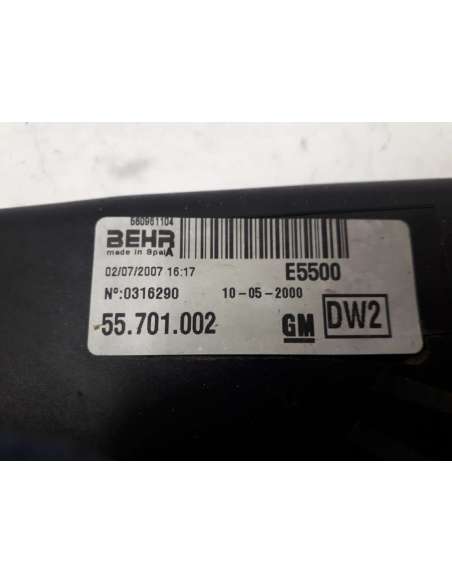 680981104
BEHR
made in Spain
02/07/2007 16:17 E5500
Nº:0316290 10-05-2000
55.701.002 GM DW2